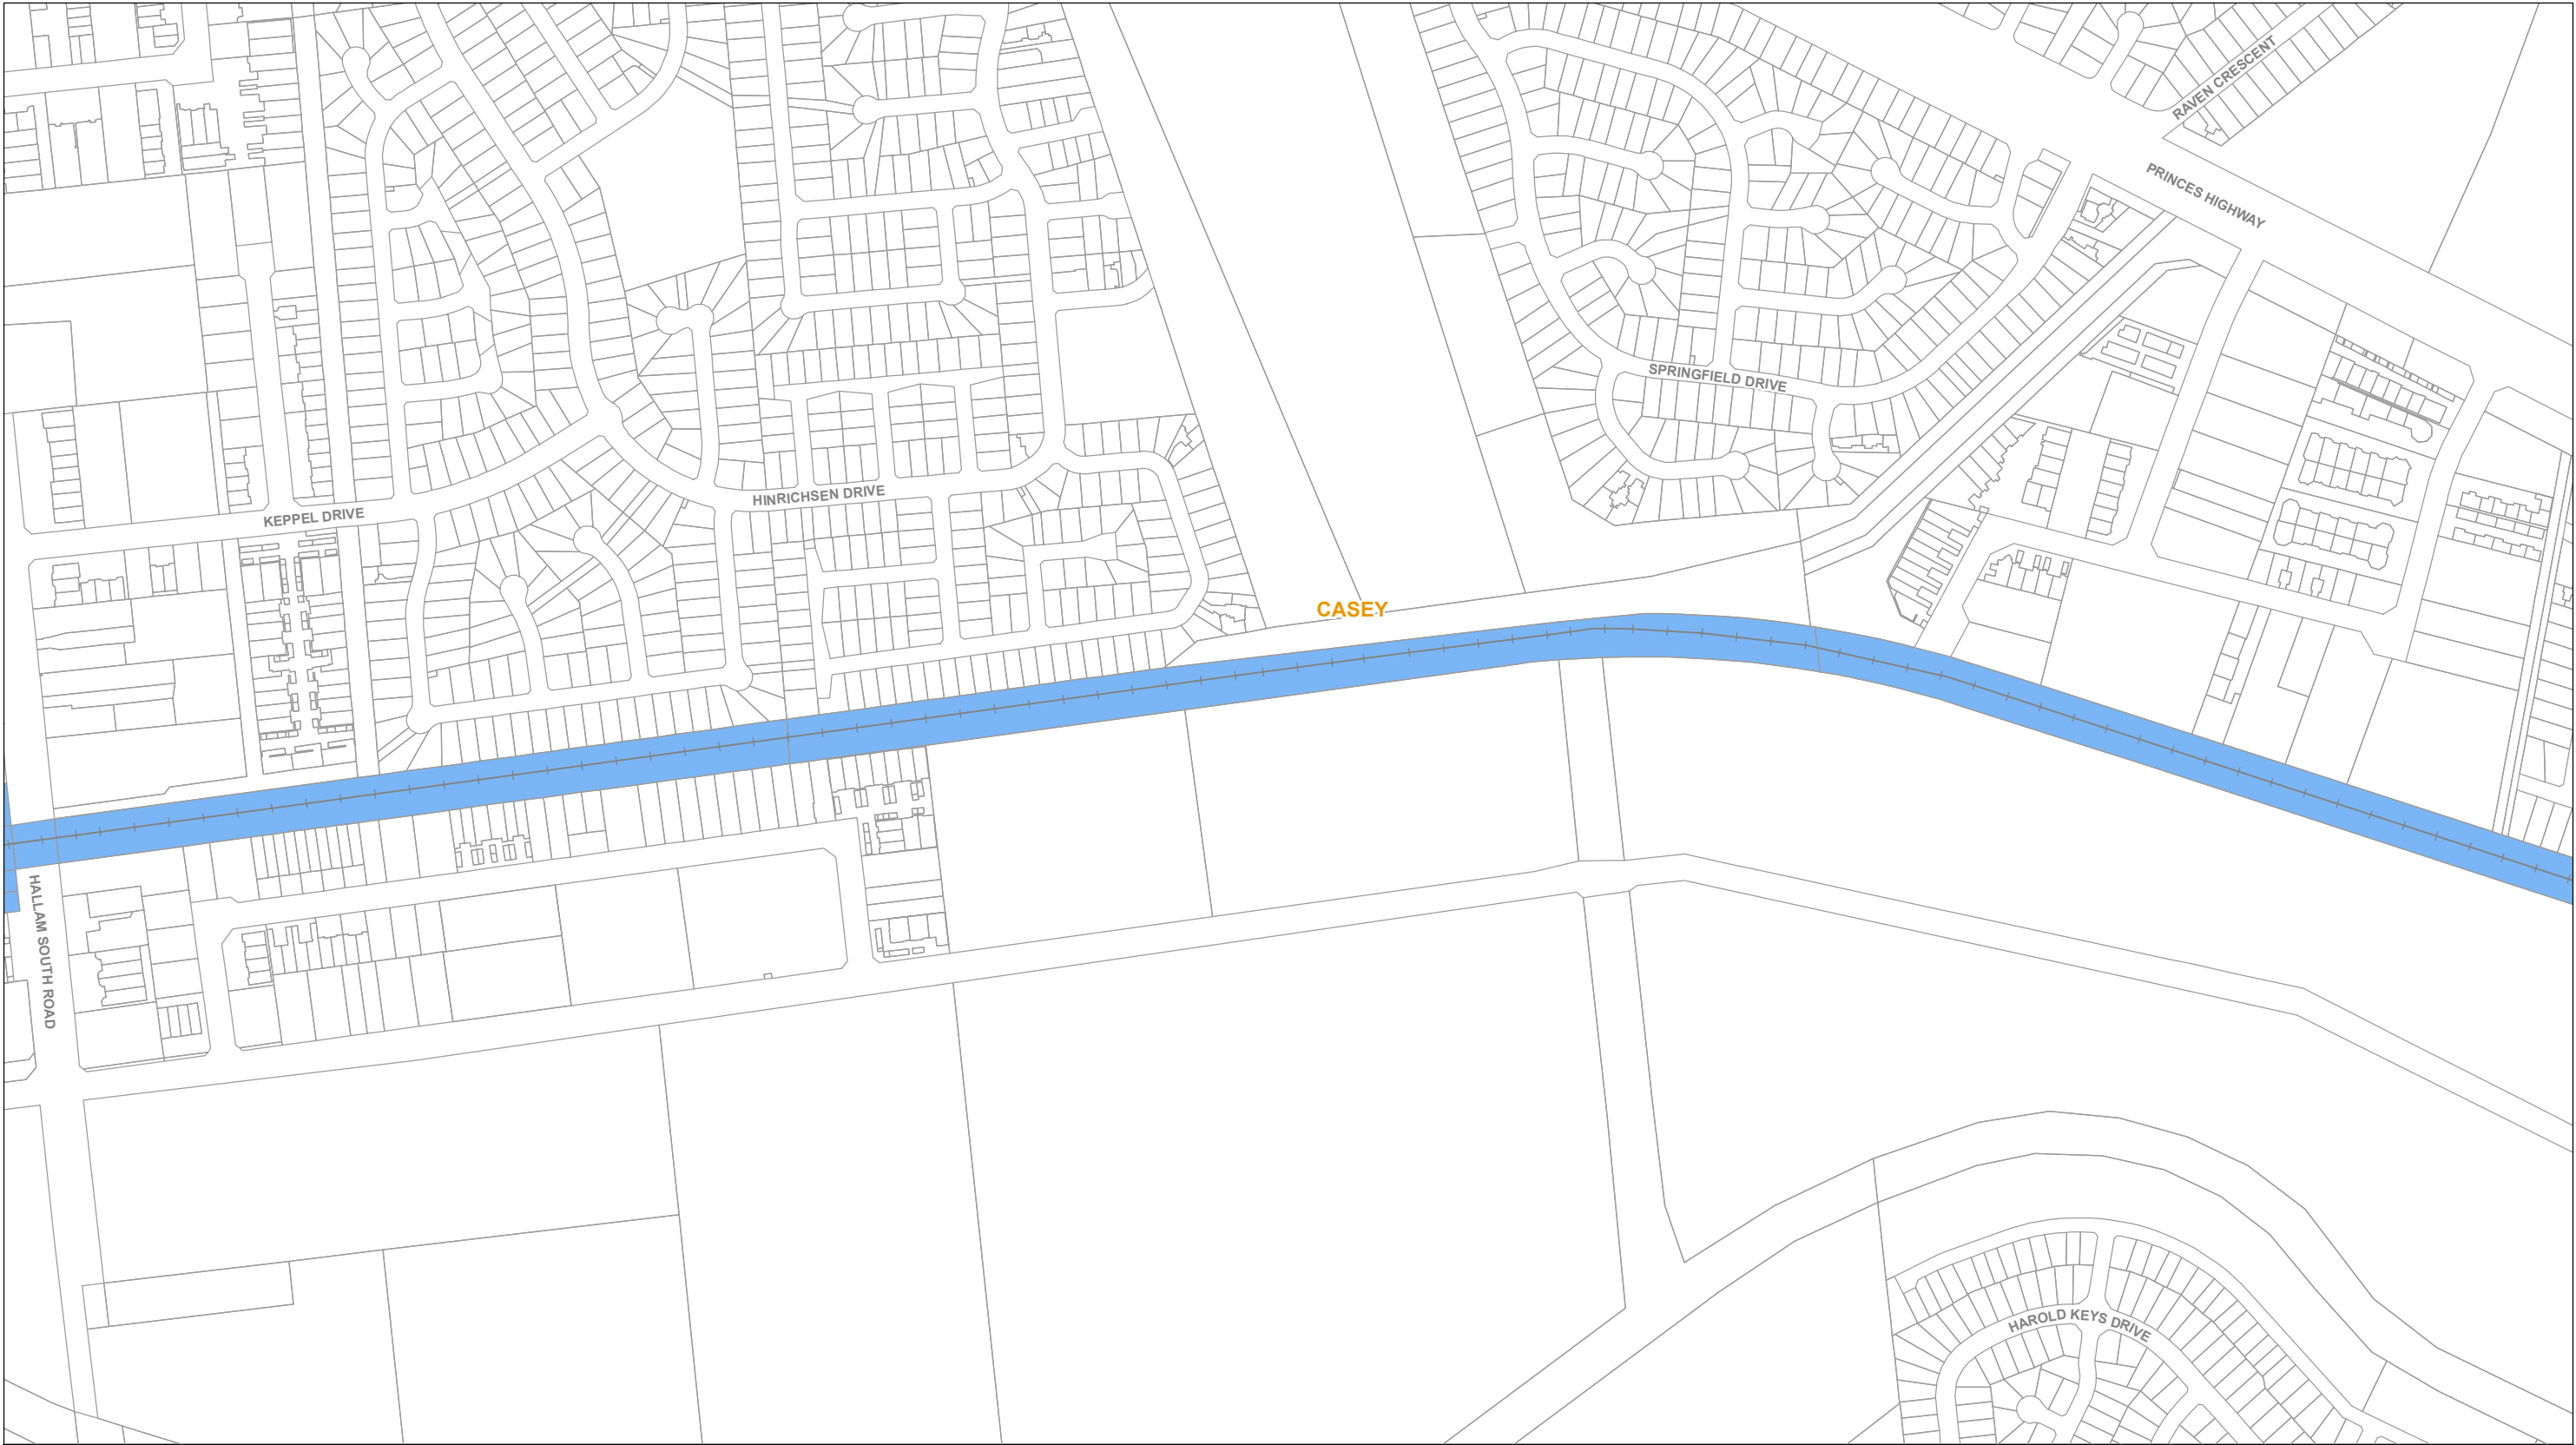 RAVEN CRESCENT
PRINCES HIGHWAY
SPRINGFIELD DRIVE
HINRICHSEN DRIVE
KEPPEL DRIVE
CASEY
HALLAM SOUTH ROAD
HAROLD KEYS DRIVE